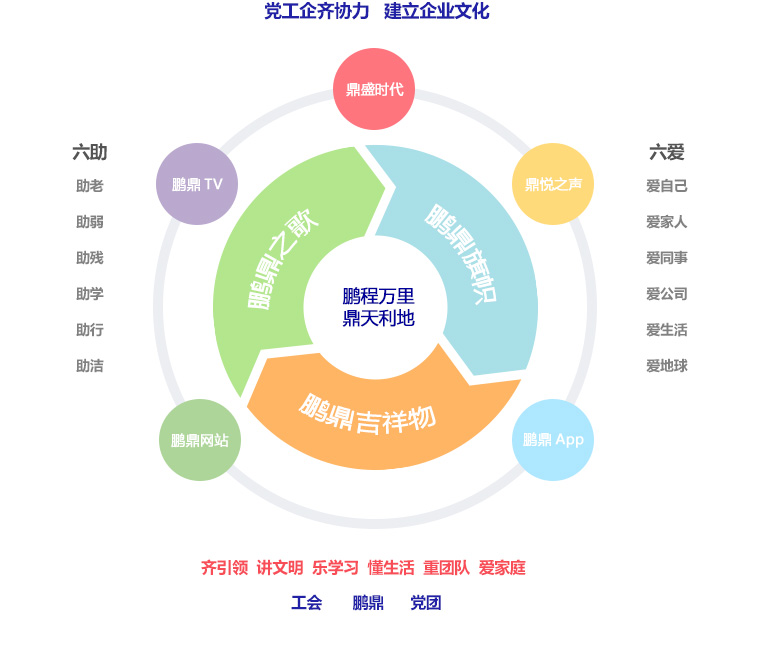 党工企齐协力 建立企业文化
鼎盛时代
鹏鼎 TV
鼎悦之声
六助
助老
助弱
助残
助学
助行
助洁
六爱
爱自己
爱家人
爱同事
爱公司
爱生活
爱地球
鹏鼎之歌
鹏鼎旗帜
鹏程万里
鼎天利地
鹏鼎吉祥物
鹏鼎网站
鹏鼎 App
齐引领 讲文明 乐学习 懂生活 重团队 爱家庭
工会 鹏鼎 党团